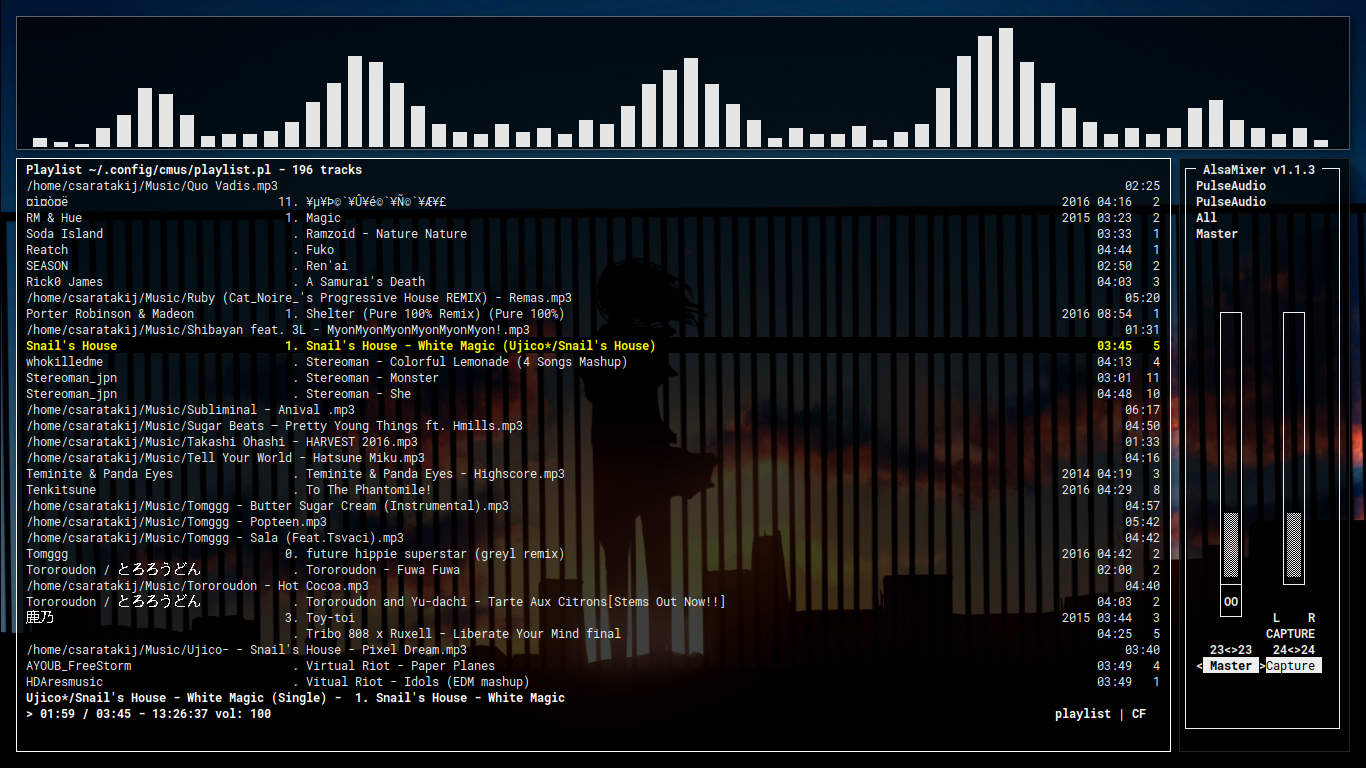 Playlist ~/.config/cmus/playlist.pl - 196 tracks
/home/csaratakij/Music/Quo Vadis.mp3 02:25
¤ì¤ò¤ë 11. ¥µ¥Þ©`¥Û¥é©`¥Ñ©`¥Æ¥£ 2016 04:16 2
RM & Hue 1. Magic 2015 03:23 2
Soda Island . Ramzoid - Nature Nature 03:33 1
Reatch . Fuko 04:44 1
SEASON . Ren'ai 02:50 2
Rick0 James . A Samurai's Death 04:03 3
/home/csaratakij/Music/Ruby (Cat_Noire_'s Progressive House REMIX) - Remas.mp3 05:20
Porter Robinson & Madeon 1. Shelter (Pure 100% Remix) (Pure 100%) 2016 08:54 1
/home/csaratakij/Music/Shibayan feat. 3L - MyonMyonMyonMyonMyonMyon!.mp3 01:31
Snail's House 1. Snail's House - White Magic (Ujico*/Snail's House) 03:45 5
whokilledme . Stereoman - Colorful Lemonade (4 Songs Mashup) 04:13 4
Stereoman_jpn . Stereoman - Monster 03:01 11
Stereoman_jpn . Stereoman - She 04:48 10
/home/csaratakij/Music/Subliminal - Anival .mp3 06:17
/home/csaratakij/Music/Sugar Beats – Pretty Young Things ft. Hmills.mp3 04:50
/home/csaratakij/Music/Takashi Ohashi - HARVEST 2016.mp3 01:33
/home/csaratakij/Music/Tell Your World - Hatsune Miku.mp3 04:16
Teminite & Panda Eyes . Teminite & Panda Eyes - Highscore.mp3 2014 04:19 3
Tenkitsune . To The Phantomile! 2016 04:29 8
/home/csaratakij/Music/Tomggg - Butter Sugar Cream (Instrumental).mp3 04:57
/home/csaratakij/Music/Tomggg - Popteen.mp3 05:42
/home/csaratakij/Music/Tomggg - Sala (Feat.Tsvaci).mp3 04:42
Tomggg 0. future hippie superstar (greyl remix) 2016 04:42 2
Tororoudon / とろろうどん . Tororoudon - Fuwa Fuwa 02:00 2
/home/csaratakij/Music/Tororoudon - Hot Cocoa.mp3 04:40
Tororoudon / とろろうどん . Tororoudon and Yu-dachi - Tarte Aux Citrons[Stems Out Now!!] 04:03 2
鹿乃 3. Toy-toi 2015 03:44 3
. Tribo 808 x Ruxell - Liberate Your Mind final 04:25 5
/home/csaratakij/Music/Ujico- - Snail's House - Pixel Dream.mp3 03:40
AYOUB_FreeStorm . Virtual Riot - Paper Planes 03:49 4
HDAresmusic . Vitual Riot - Idols (EDM mashup) 03:49 1
Ujico*/Snail's House - White Magic (Single) - 1. Snail's House - White Magic
> 01:59 / 03:45 - 13:26:37 vol: 100 playlist | CF
AlsaMixer v1.1.3
PulseAudio
PulseAudio
All
Master
OO
L R
CAPTURE
23<>23 24<>24
< Master >Capture